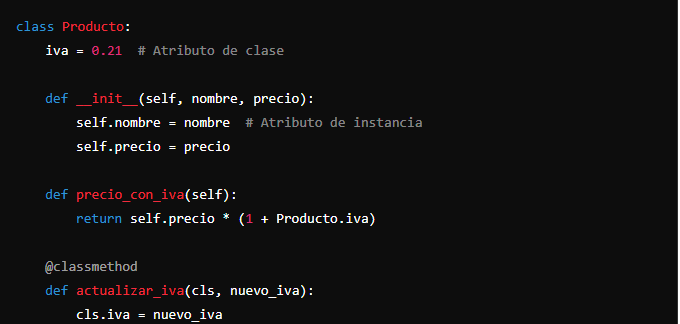 class Producto:
    iva = 0.21  # Atributo de clase

    def __init__(self, nombre, precio):
        self.nombre = nombre  # Atributo de instancia
        self.precio = precio

    def precio_con_iva(self):
        return self.precio * (1 + Producto.iva)

    @classmethod
    def actualizar_iva(cls, nuevo_iva):
        cls.iva = nuevo_iva